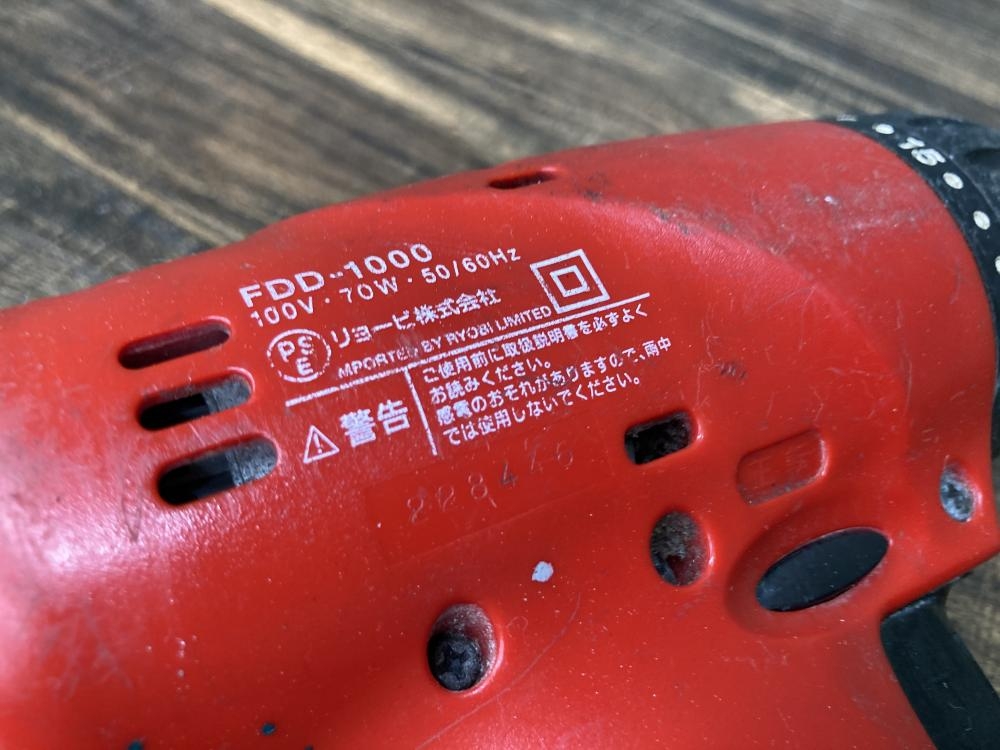 FDD-1000
100V・70W・50/60Hz
PS
E
リョービ株式会社
IMPORTED BY RYOBI LIMITED
警告
ご使用前に取扱説明書を必ずよく
お読みください。
感電のおそれがありますので、雨中
では使用しないでください。
15